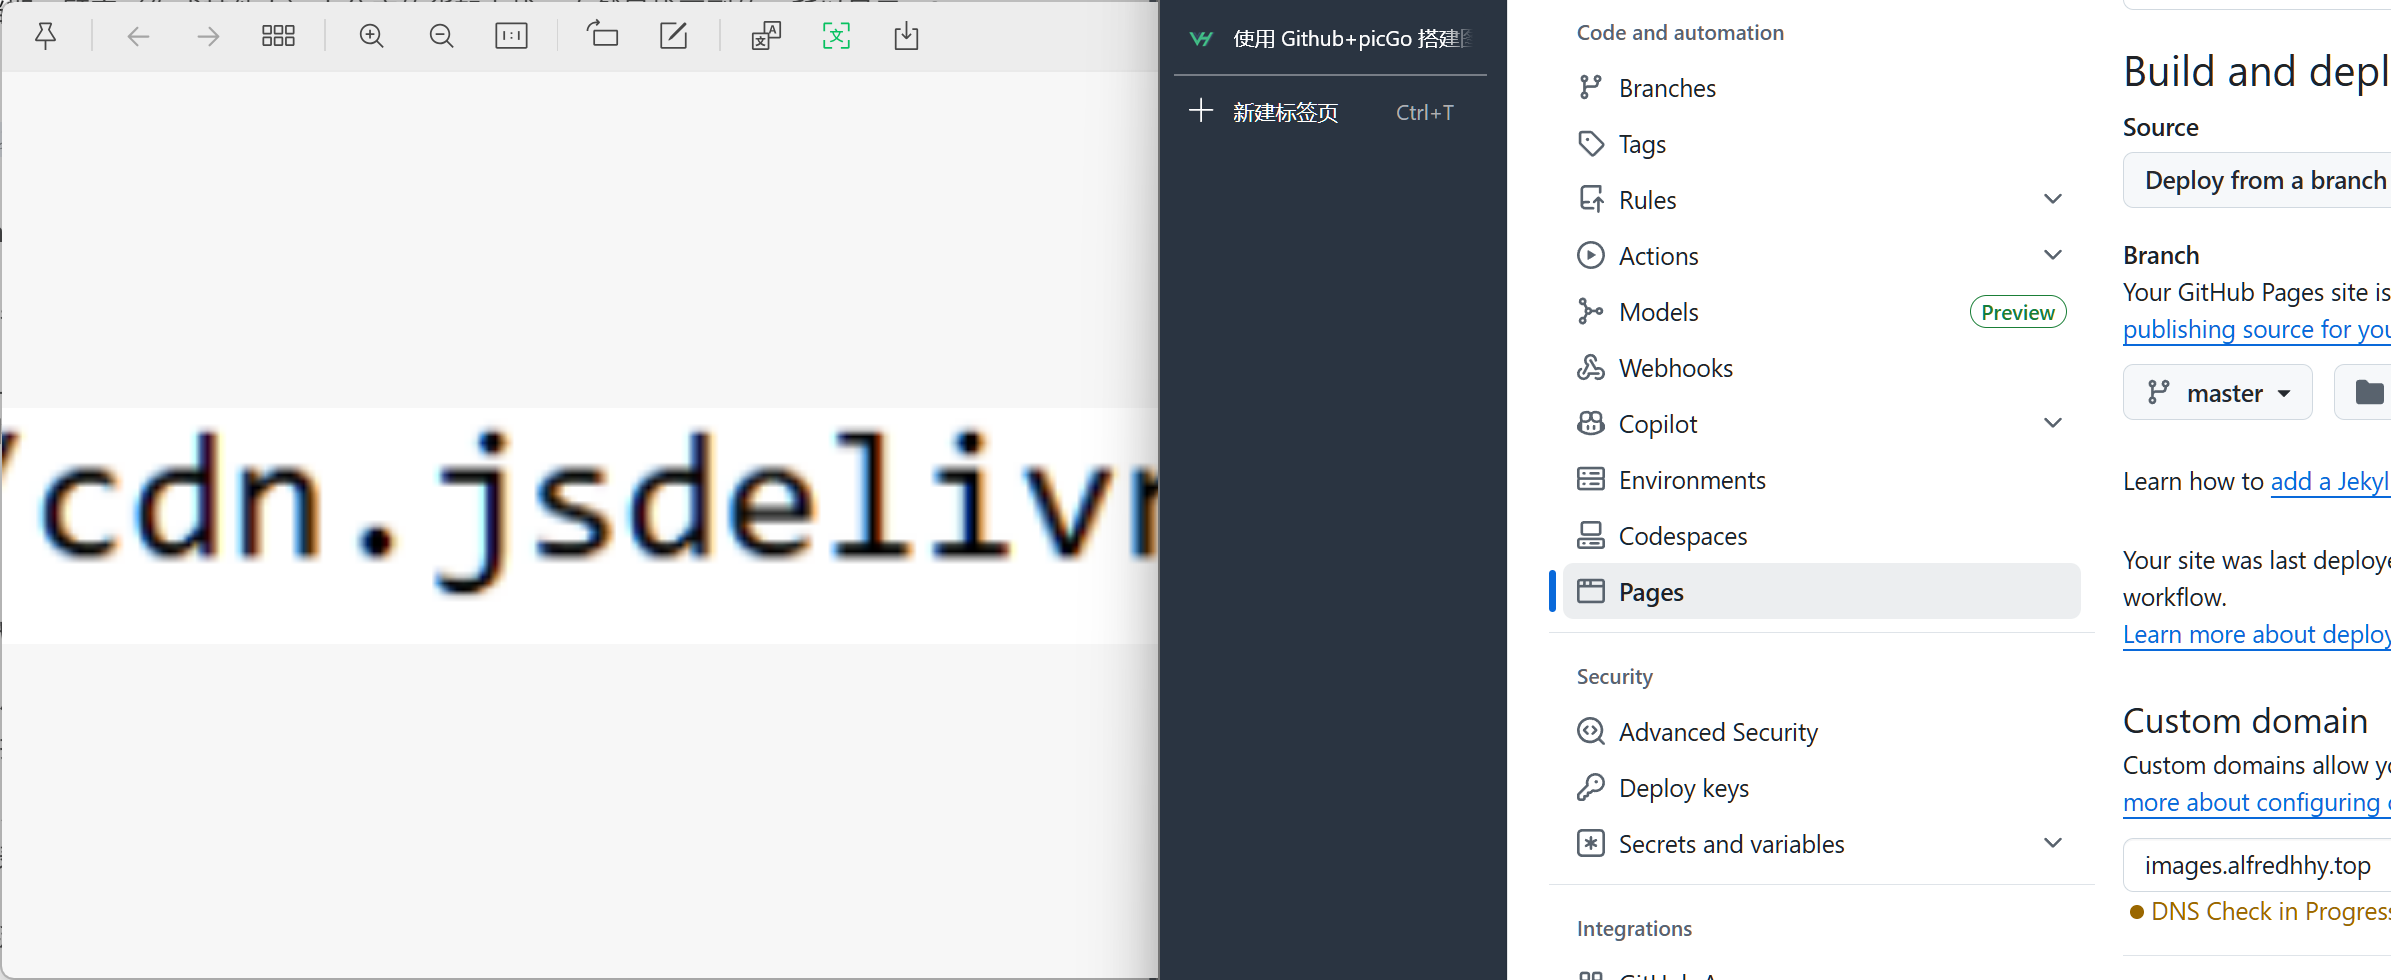 /cdn.jsdeliv
使用 Github+picGo 搭建
新建标签页 Ctrl+T
Code and automation
Branches
Tags
Rules
Actions
Models Preview
Webhooks
Copilot
Environments
Codespaces
Pages
Security
Advanced Security
Deploy keys
Secrets and variables
Integrations
Build and depl
Source
Deploy from a branch
Branch
Your GitHub Pages site is
publishing source for you
master
Learn how to add a Jekyl
Your site was last deploye
workflow.
Learn more about deploy
Custom domain
Custom domains allow yo
more about configuring
images.alfredhhy.top
DNS Check in Progress